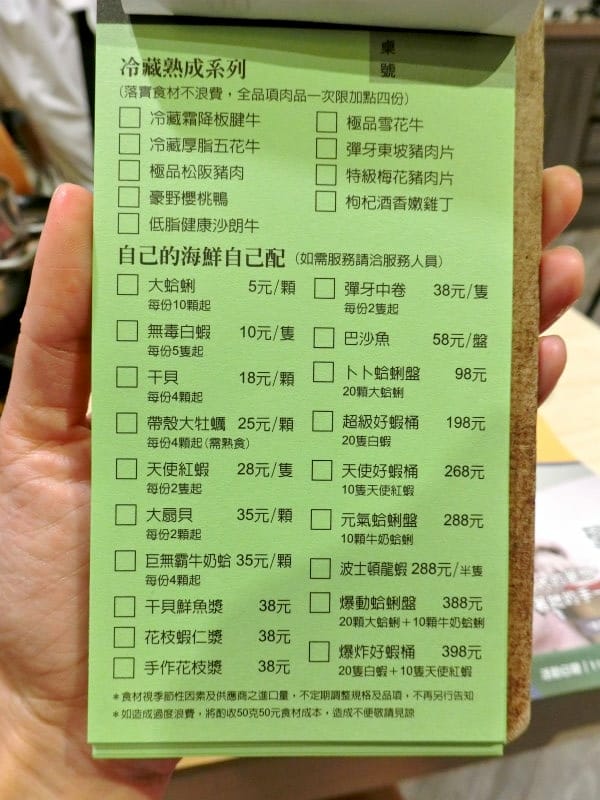 桌
號
冷藏熟成系列
(落實食材不浪費，全品項肉品一次限加點四份)
冷藏霜降板腱牛
冷藏厚脂五花牛
極品松阪豬肉
豪野櫻桃鴨
低脂健康沙朗牛
極品雪花牛
彈牙東坡豬肉片
特級梅花豬肉片
枸杞酒香嫩雞丁
自己的海鮮自己配 (如需服務請洽服務人員)
大蛤蜊 5元/顆
每份10顆起
無毒白蝦 10元/隻
每份5隻起
干貝 18元/顆
每份4顆起
帶殼大牡蠣 25元/顆
每份4顆起(需熟食)
天使紅蝦 28元/隻
每份2隻起
大扇貝 35元/顆
每份2顆起
巨無霸牛奶蛤 35元/顆
每份4顆起
干貝鮮魚漿 38元
花枝蝦仁漿 38元
手作花枝漿 38元
彈牙中卷 38元/隻
每份2隻起
巴沙魚 58元/盤
卜卜蛤蜊盤 98元
20顆大蛤蜊
超級好蝦桶 198元
20隻白蝦
天使好蝦桶 268元
10隻天使紅蝦
元氣蛤蜊盤 288元
10顆牛奶蛤蜊
波士頓龍蝦 288元/半隻
爆動蛤蜊盤 388元
20顆大蛤蜊＋10顆牛奶蛤蜊
爆炸好蝦桶 398元
20隻白蝦＋10隻天使紅蝦
＊食材視季節性因素及供應商之進口量，不定期調整規格及品項，不再另行告知
＊如造成過度浪費，將酌收50克50元食材成本，造成不便敬請見諒